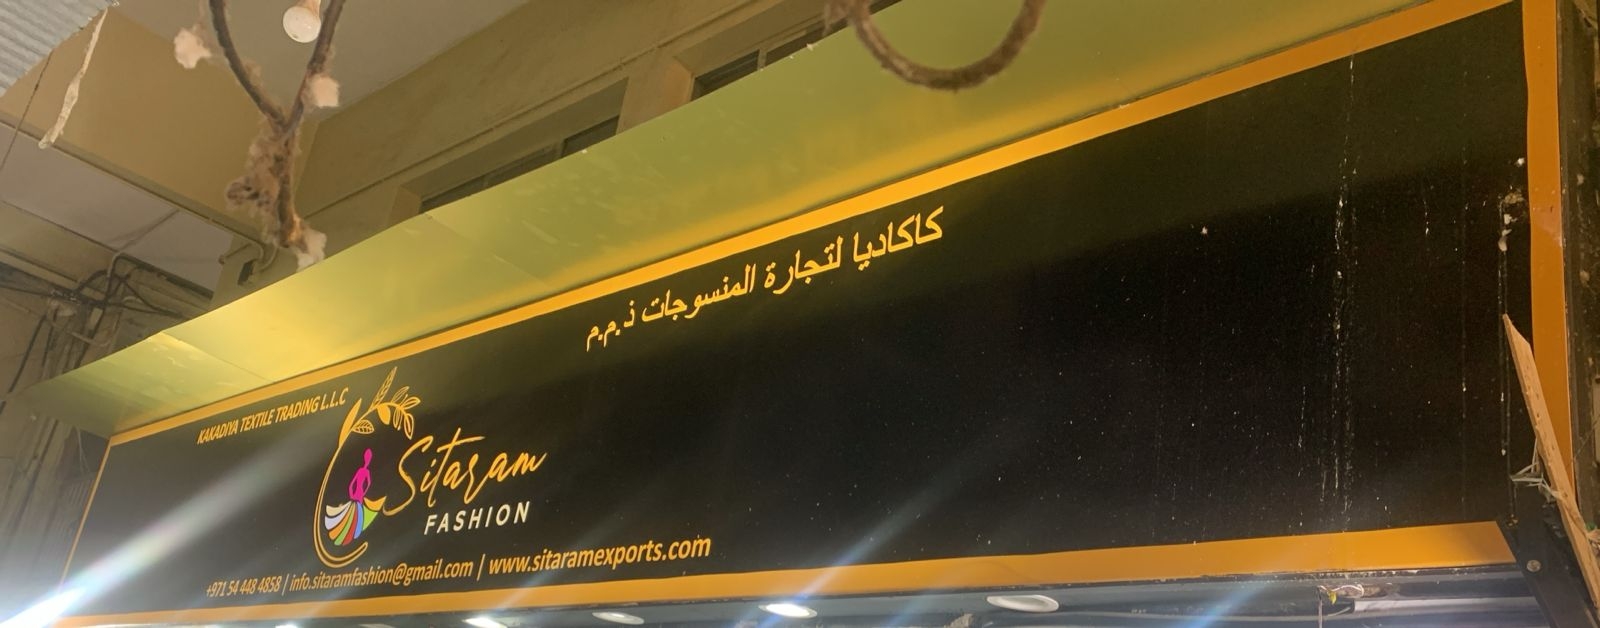 كاكاديا لتجارة المنسوجات ذ.م.م
KAKADIYA TEXTILE TRADING L.L.C
Sitaram
FASHION
+971 54 448 4858 | info.sitaramfashion@gmail.com | www.sitaramexports.com